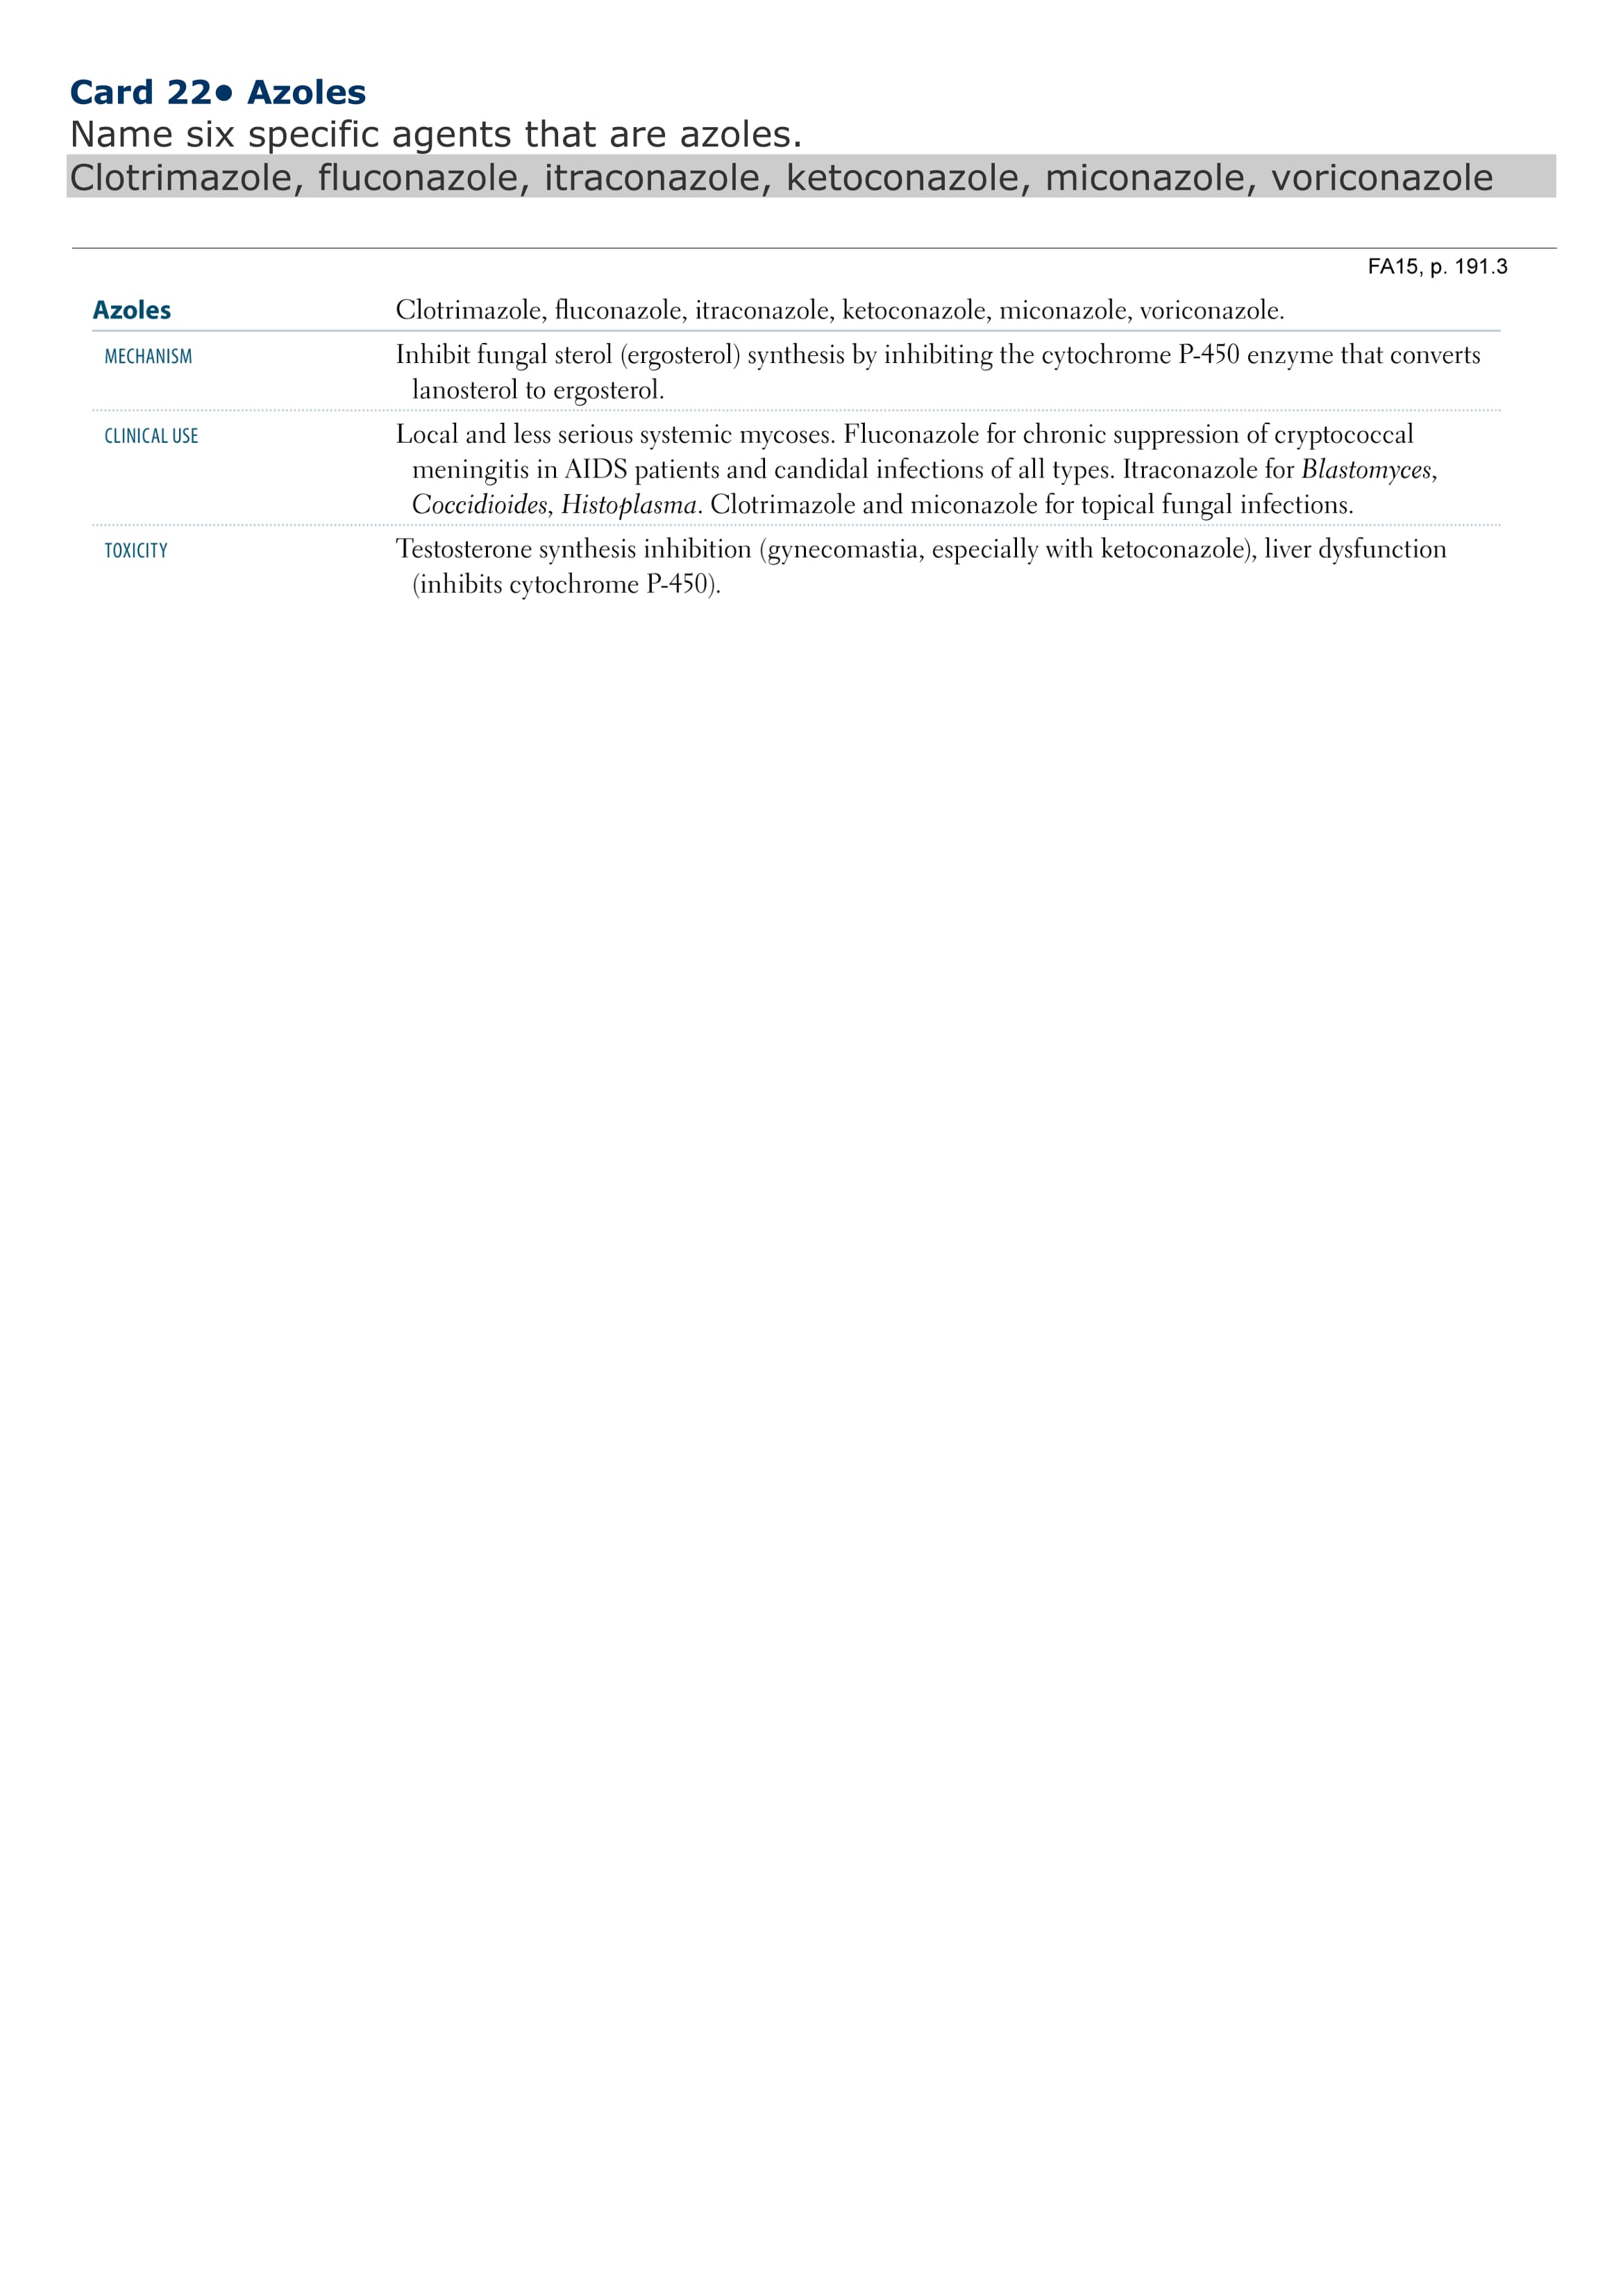 Card 22● Azoles
Name six specific agents that are azoles.
Clotrimazole, fluconazole, itraconazole, ketoconazole, miconazole, voriconazole
FA15, p. 191.3
Azoles Clotrimazole, fluconazole, itraconazole, ketoconazole, miconazole, voriconazole.
MECHANISM Inhibit fungal sterol (ergosterol) synthesis by inhibiting the cytochrome P-450 enzyme that converts
lanosterol to ergosterol.
CLINICAL USE Local and less serious systemic mycoses. Fluconazole for chronic suppression of cryptococcal
meningitis in AIDS patients and candidal infections of all types. Itraconazole for Blastomyces,
Coccidioides, Histoplasma. Clotrimazole and miconazole for topical fungal infections.
TOXICITY Testosterone synthesis inhibition (gynecomastia, especially with ketoconazole), liver dysfunction
(inhibits cytochrome P-450).